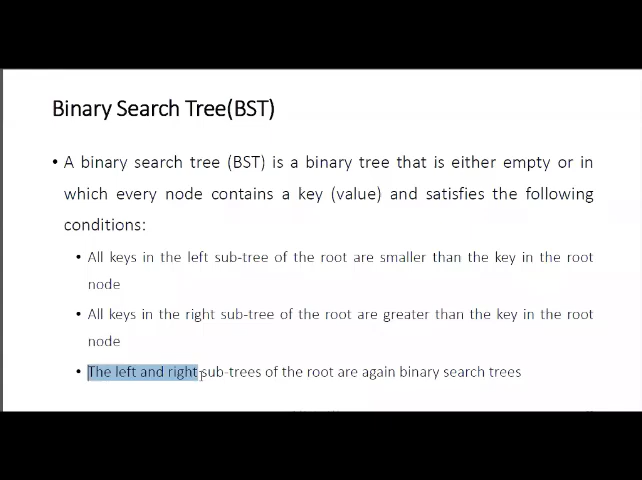 Binary Search Tree(BST)
• A binary search tree (BST) is a binary tree that is either empty or in
which every node contains a key (value) and satisfies the following
conditions:
• All keys in the left sub-tree of the root are smaller than the key in the root
node
• All keys in the right sub-tree of the root are greater than the key in the root
node
• The left and right sub-trees of the root are again binary search trees